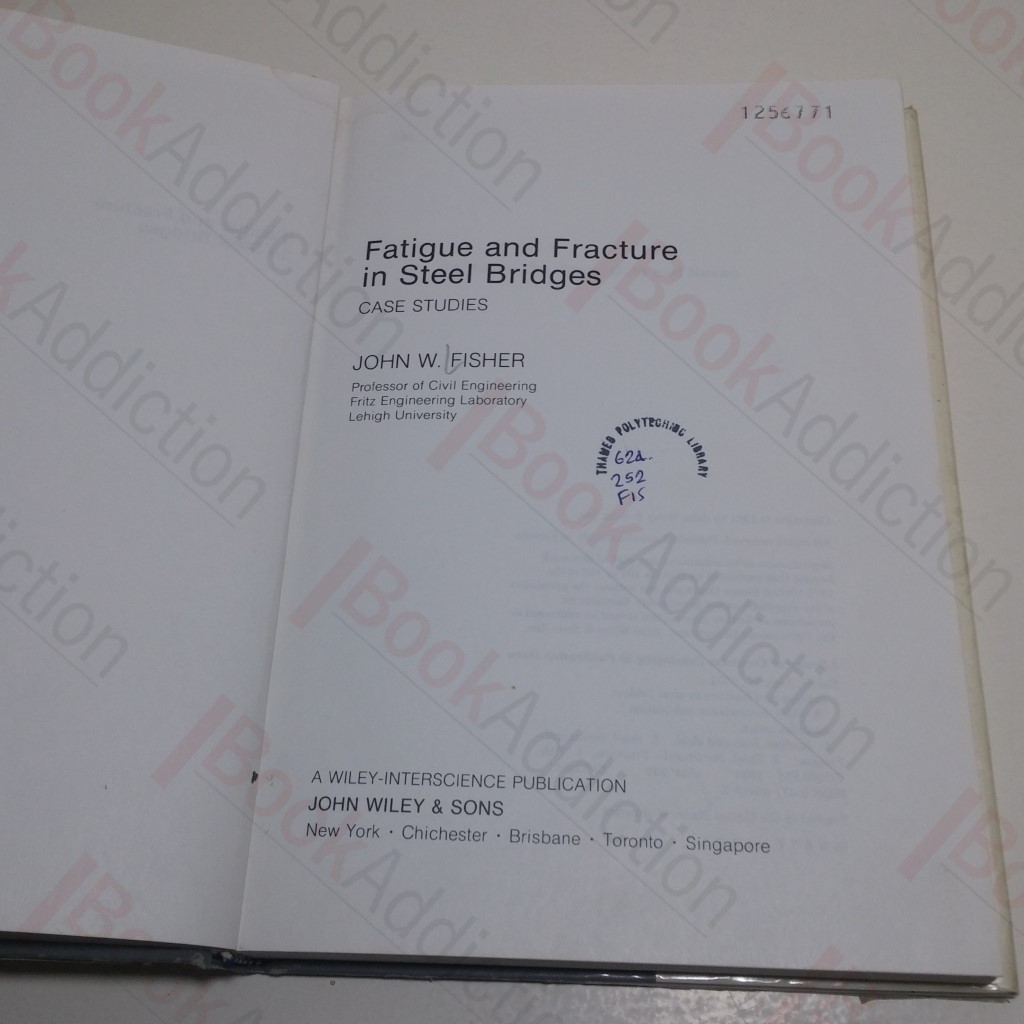 1256771
Fatigue and Fracture
in Steel Bridges
CASE STUDIES
JOHN W. FISHER
Professor of Civil Engineering
Fritz Engineering Laboratory
Lehigh University
THAMES POLYTECHNIC LIBRARY
624.
252
FIS
A WILEY-INTERSCIENCE PUBLICATION
JOHN WILEY & SONS
New York · Chichester · Brisbane · Toronto · Singapore
BookAddiction